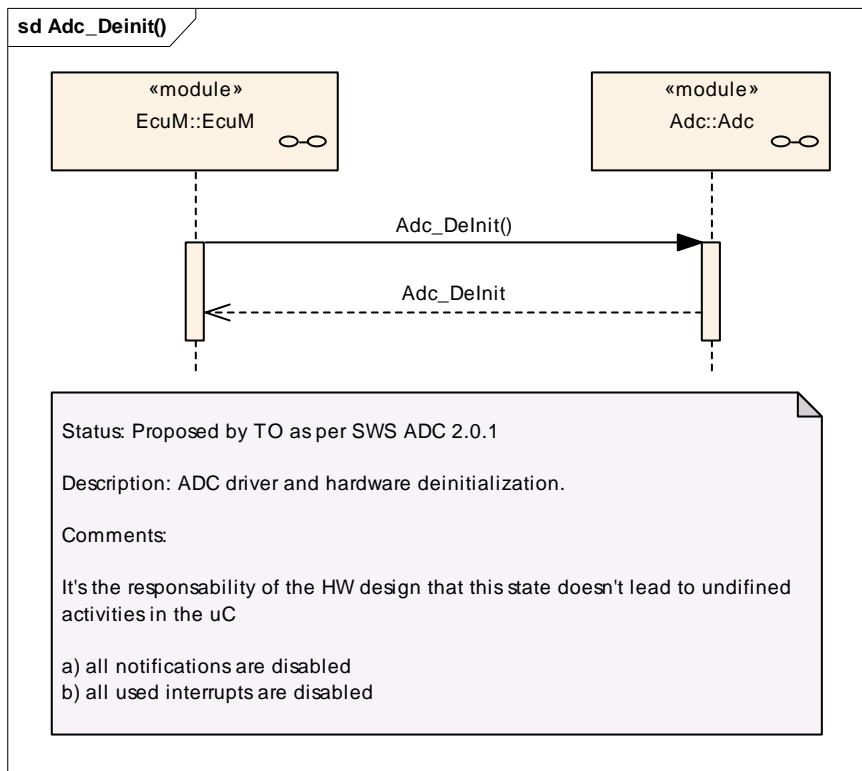 sd Adc_Deinit()
«module»
EcuM::EcuM
«module»
Adc::Adc
Adc_DeInit()
Adc_DeInit
Status: Proposed by TO as per SWS ADC 2.0.1
Description: ADC driver and hardware deinitialization.
Comments:
It's the responsability of the HW design that this state doesn't lead to undifined
activities in the uC
a) all notifications are disabled
b) all used interrupts are disabled